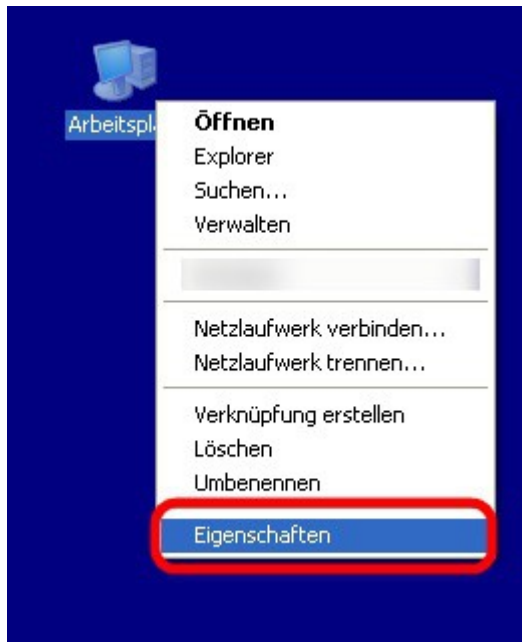 Arbeitspl
Öffnen
Explorer
Suchen...
Verwalten
Netzlaufwerk verbinden...
Netzlaufwerk trennen...
Verknüpfung erstellen
Löschen
Umbenennen
Eigenschaften